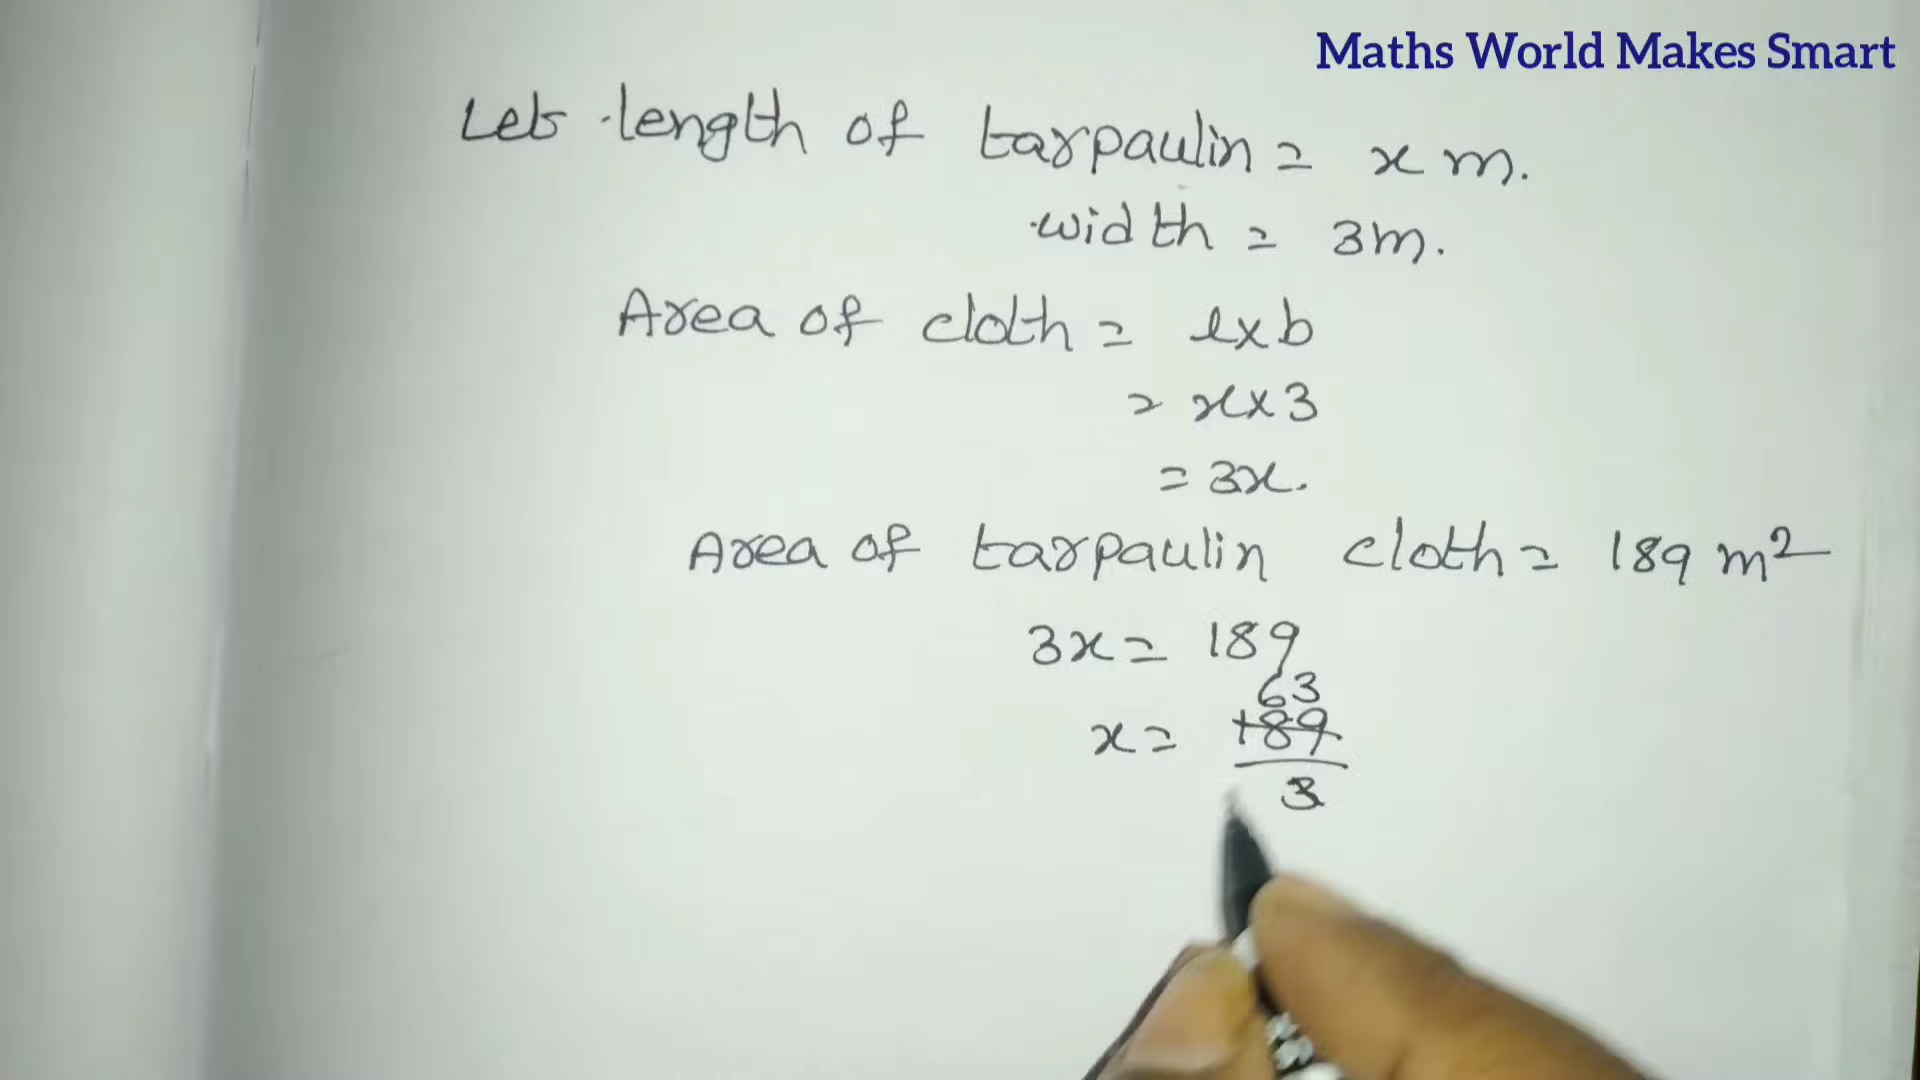 Maths World Makes Smart
Let length of tarpaulin = x m.
width = 3m.
Area of cloth = l×b
= x×3
= 3x.
Area of tarpaulin cloth = 189 m²
3x = 189
63
x = 189
3